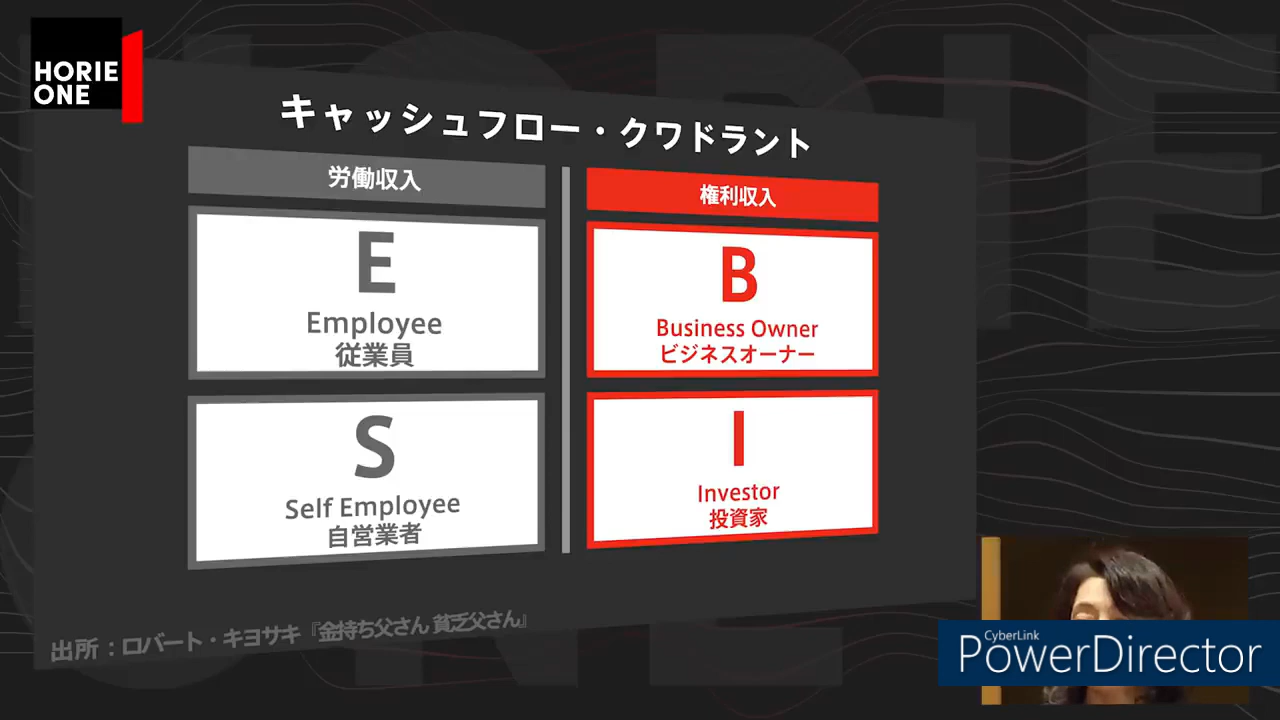 HORIE
ONE
キャッシュフロー・クワドラント
労働収入
権利収入
E
Employee
従業員
B
Business Owner
ビジネスオーナー
S
Self Employee
自営業者
I
Investor
投資家
出所：ロバート・キヨサキ『金持ち父さん 貧乏父さん』
CyberLink
PowerDirector